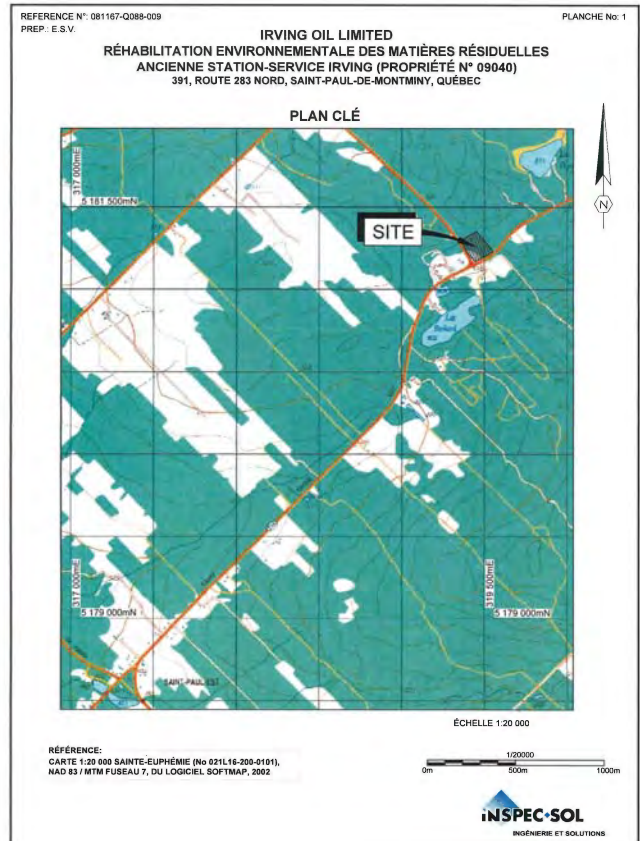 REFERENCE N°: 081167-Q088-009
PLANCHE No: 1
PREP.: E.S.V.
IRVING OIL LIMITED
RÉHABILITATION ENVIRONNEMENTALE DES MATIÈRES RÉSIDUELLES
ANCIENNE STATION-SERVICE IRVING (PROPRIÉTÉ N° 09040)
391, ROUTE 283 NORD, SAINT-PAUL-DE-MONTMINY, QUÉBEC
PLAN CLÉ
317 000mE
5 181 500mN
SITE
N
317 000mE
5 179 000mN
319 500mE
5 179 000mN
SAINT-PAUL-EST
ÉCHELLE 1:20 000
RÉFÉRENCE:
CARTE 1:20 000 SAINTE-EUPHÉMIE (No 021L16-200-0101),
NAD 83 / MTM FUSEAU 7, DU LOGICIEL SOFTMAP, 2002
1/20000
0m 500m 1000m
INSPEC-SOL
INGÉNIERIE ET SOLUTIONS